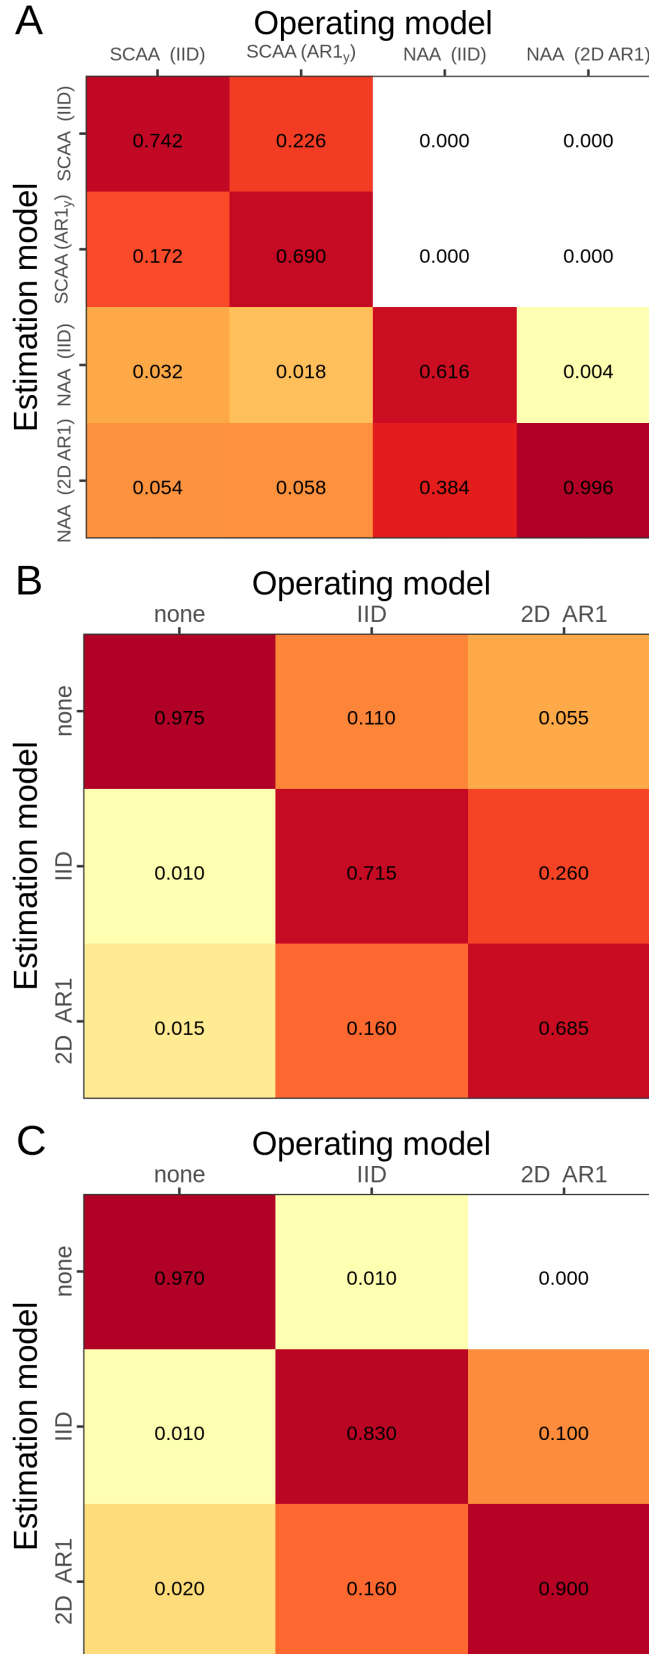 A
Operating model
SCAA (IID) SCAA (AR1y) NAA (IID) NAA (2D AR1)
Estimation model
SCAA (IID) 0.742 0.226 0.000 0.000
SCAA (AR1y) 0.172 0.690 0.000 0.000
NAA (IID) 0.032 0.018 0.616 0.004
NAA (2D AR1) 0.054 0.058 0.384 0.996
B
Operating model
none IID 2D AR1
Estimation model
none 0.975 0.110 0.055
IID 0.010 0.715 0.260
2D AR1 0.015 0.160 0.685
C
Operating model
none IID 2D AR1
Estimation model
none 0.970 0.010 0.000
IID 0.010 0.830 0.100
2D AR1 0.020 0.160 0.900